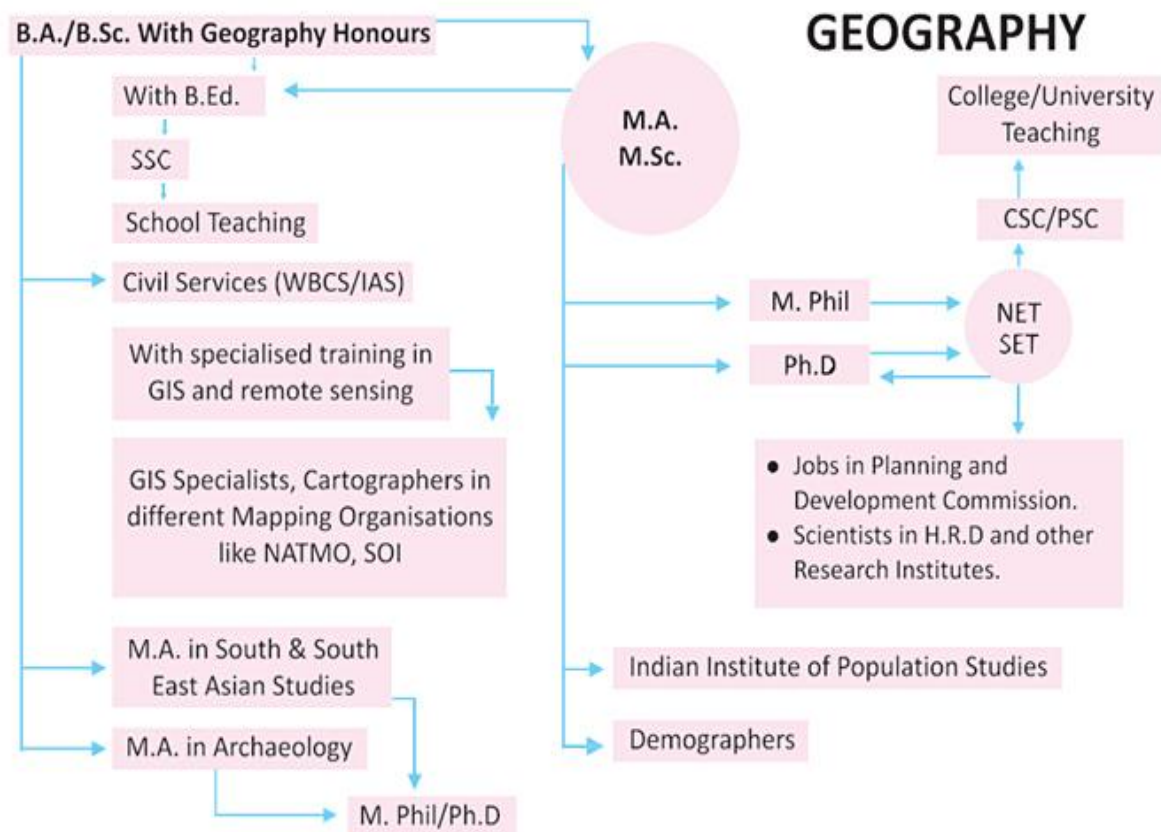 GEOGRAPHY
B.A./B.Sc. With Geography Honours
With B.Ed.
SSC
School Teaching
Civil Services (WBCS/IAS)
With specialised training in
GIS and remote sensing
GIS Specialists, Cartographers in
different Mapping Organisations
like NATMO, SOI
M.A. in South & South
East Asian Studies
M.A. in Archaeology
M. Phil/Ph.D
M.A.
M.Sc.
College/University
Teaching
CSC/PSC
M. Phil
Ph.D
NET
SET
● Jobs in Planning and
Development Commission.
● Scientists in H.R.D and other
Research Institutes.
Indian Institute of Population Studies
Demographers